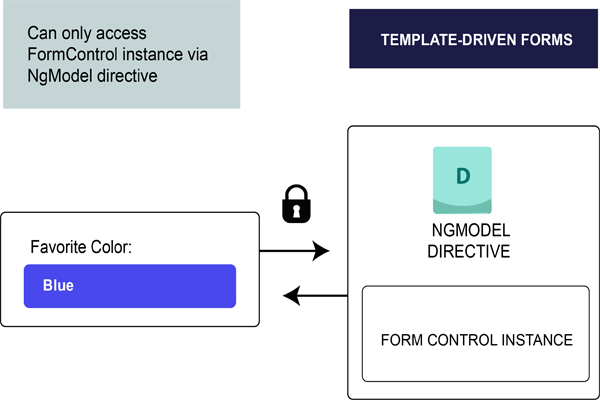 Can only access
FormControl instance via
NgModel directive
TEMPLATE-DRIVEN FORMS
D
NGMODEL
DIRECTIVE
Favorite Color:
Blue
FORM CONTROL INSTANCE